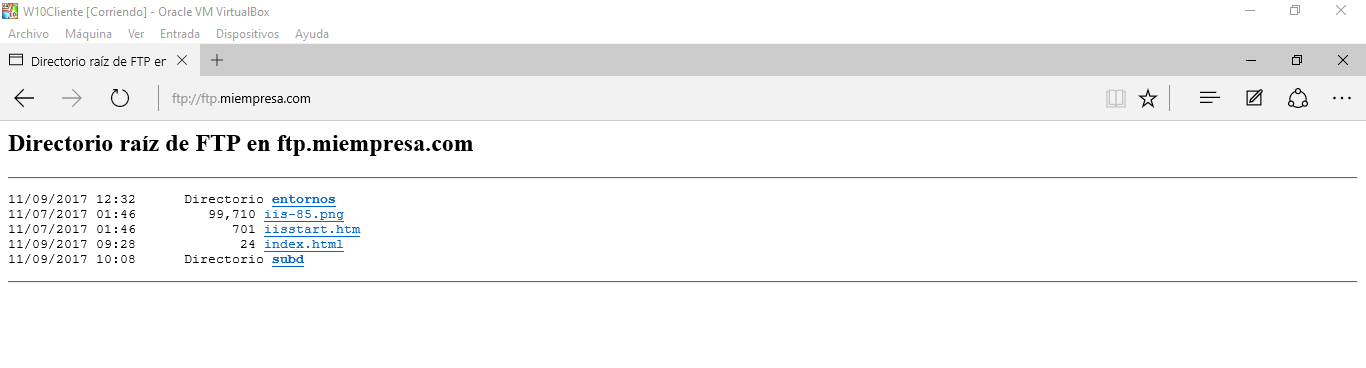 W10Cliente [Corriendo] - Oracle VM VirtualBox
Archivo Máquina Ver Entrada Dispositivos Ayuda
Directorio raíz de FTP er
ftp://ftp.miempresa.com
Directorio raíz de FTP en ftp.miempresa.com
11/09/2017 12:32 Directorio entornos
11/07/2017 01:46 99,710 iis-85.png
11/07/2017 01:46 701 iisstart.htm
11/09/2017 09:28 24 index.html
11/09/2017 10:08 Directorio subd